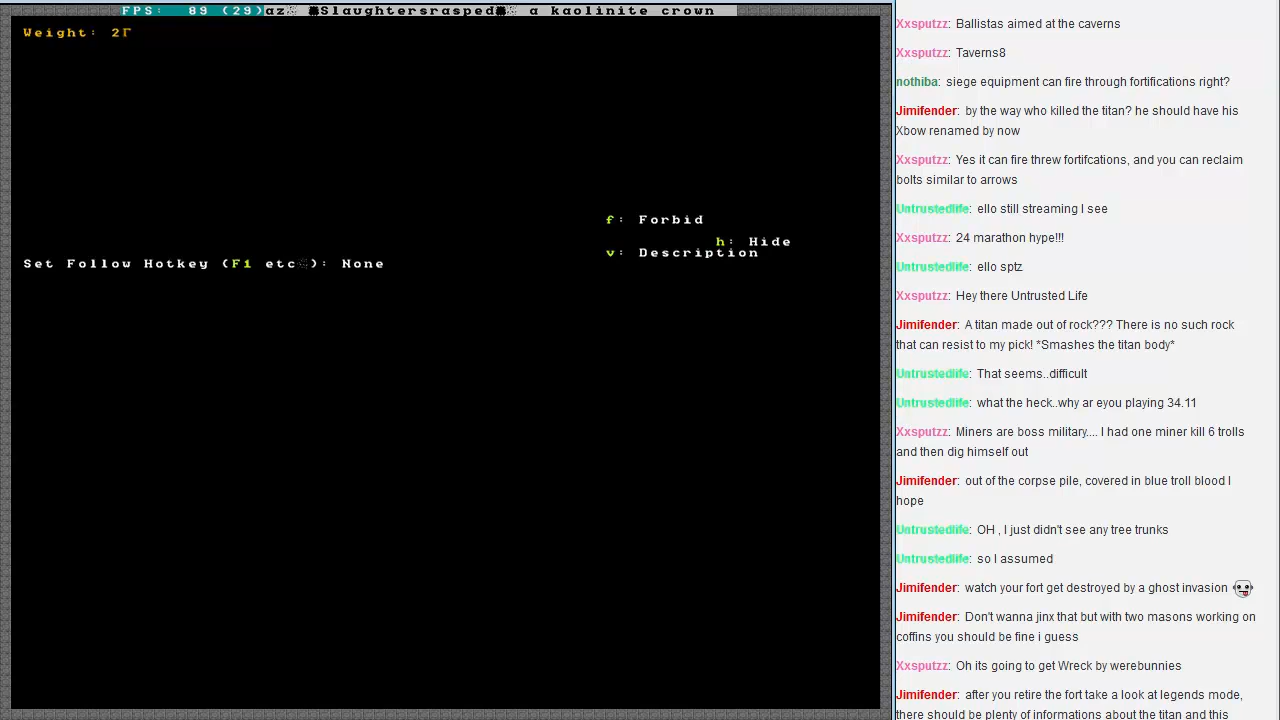 FPS: 89 (29)az░ ☼Slaughtersrasped☼░ a kaolinite crown
Weight: 2Γ
f: Forbid
h: Hide
v: Description
Set Follow Hotkey (F1 etc░): None
Xxsputzz: Ballistas aimed at the caverns
Xxsputzz: Taverns8
nothiba: siege equipment can fire through fortifications right?
Jimifender: by the way who killed the titan? he should have his
Xbow renamed by now
Xxsputzz: Yes it can fire threw fortifcations, and you can reclaim
bolts similar to arrows
Untrustedlife: ello still streaming I see
Xxsputzz: 24 marathon hype!!!
Untrustedlife: ello sptz
Xxsputzz: Hey there Untrusted Life
Jimifender: A titan made out of rock??? There is no such rock
that can resist to my pick! *Smashes the titan body*
Untrustedlife: That seems..difficult
Untrustedlife: what the heck..why ar eyou playing 34.11
Xxsputzz: Miners are boss military.... I had one miner kill 6 trolls
and then dig himself out
Jimifender: out of the corpse pile, covered in blue troll blood I
hope
Untrustedlife: OH , I just didn't see any tree trunks
Untrustedlife: so I assumed
Jimifender: watch your fort get destroyed by a ghost invasion
Jimifender: Don't wanna jinx that but with two masons working on
coffins you should be fine i guess
Xxsputzz: Oh its going to get Wreck by werebunnies
Jimifender: after you retire the fort take a look at legends mode,
there should be plenty of informations about the titan and this